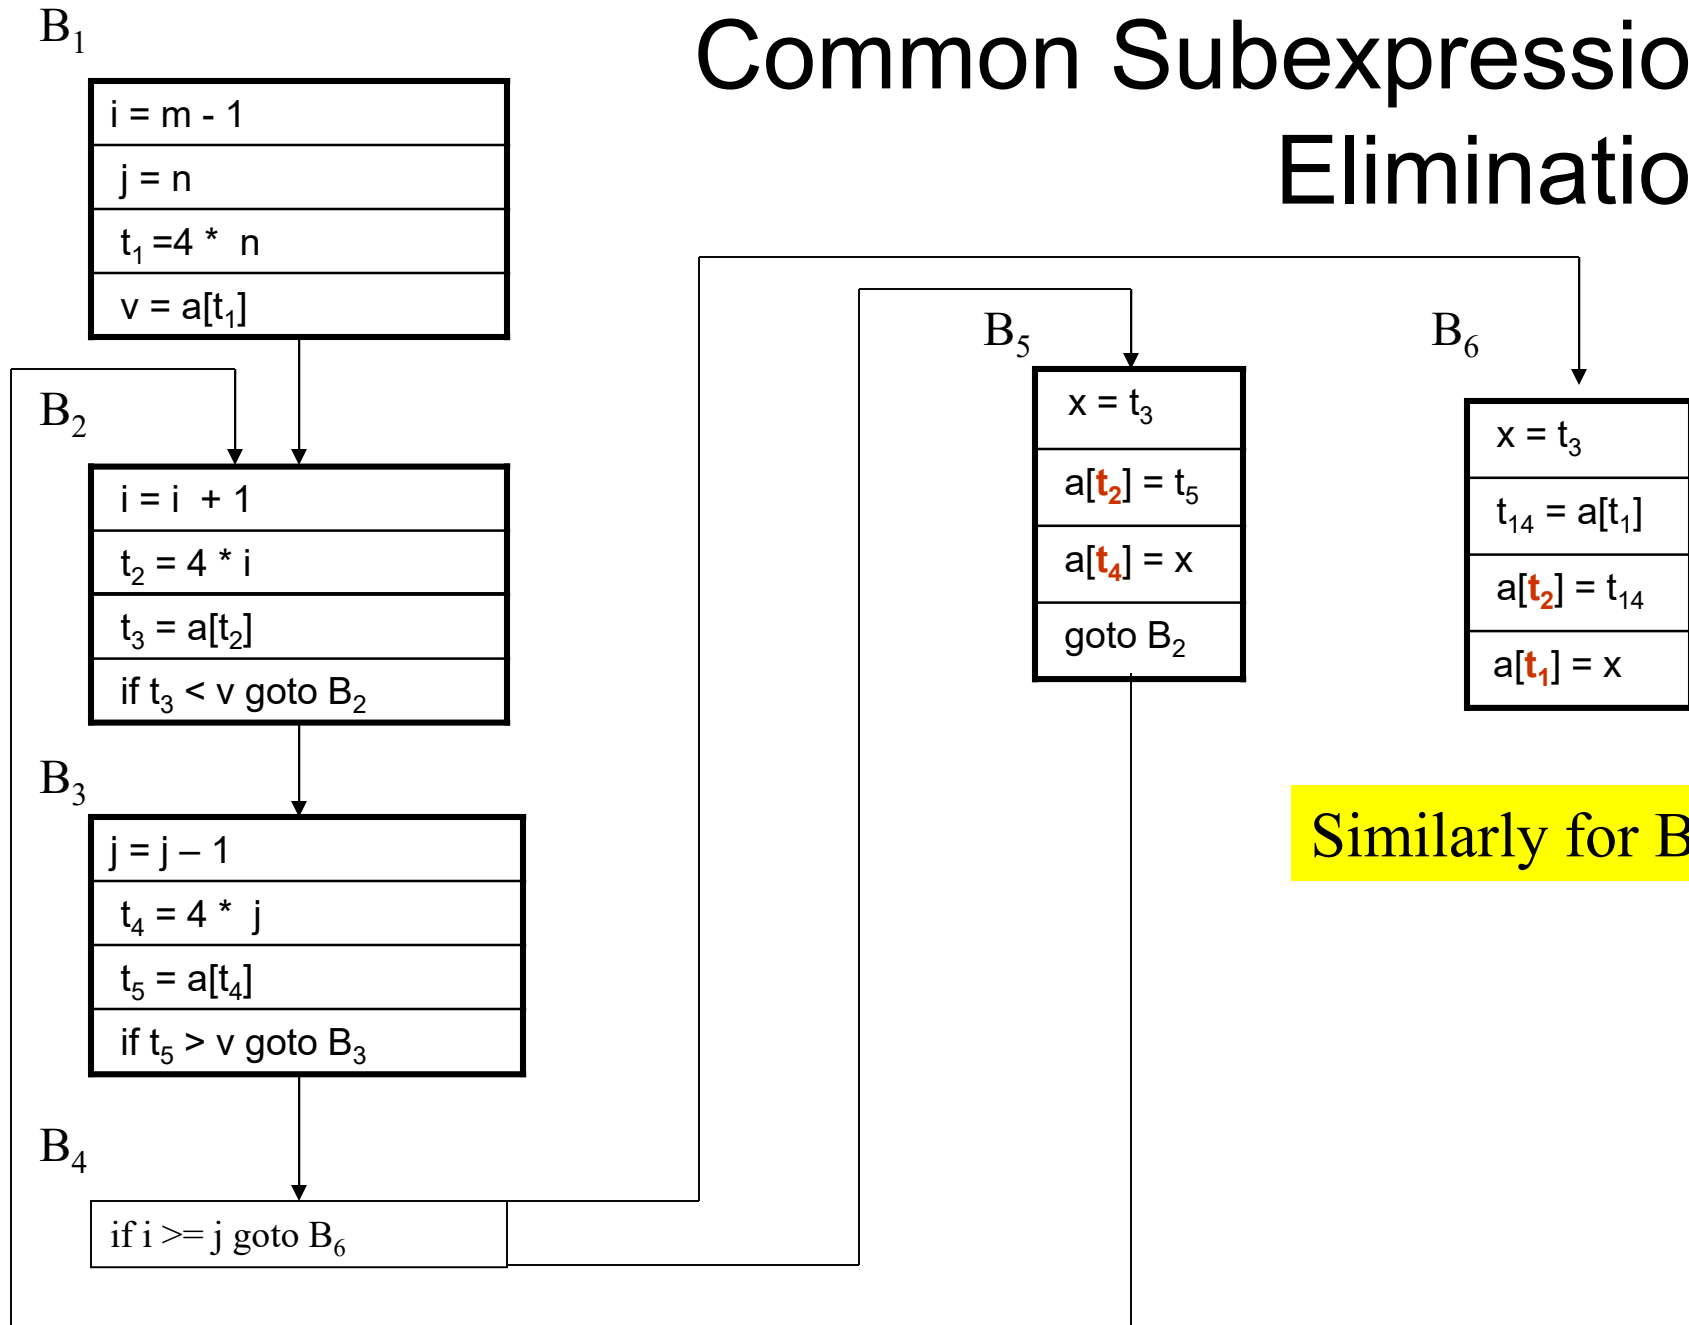 Common Subexpressio
Eliminatio
B₁
i = m - 1
j = n
t₁ =4 * n
v = a[t₁]
B₂
i = i + 1
t₂ = 4 * i
t₃ = a[t₂]
if t₃ < v goto B₂
B₃
j = j – 1
t₄ = 4 * j
t₅ = a[t₄]
if t₅ > v goto B₃
B₄
if i >= j goto B₆
B₅
x = t₃
a[t₂] = t₅
a[t₄] = x
goto B₂
B₆
x = t₃
t₁₄ = a[t₁]
a[t₂] = t₁₄
a[t₁] = x
Similarly for B